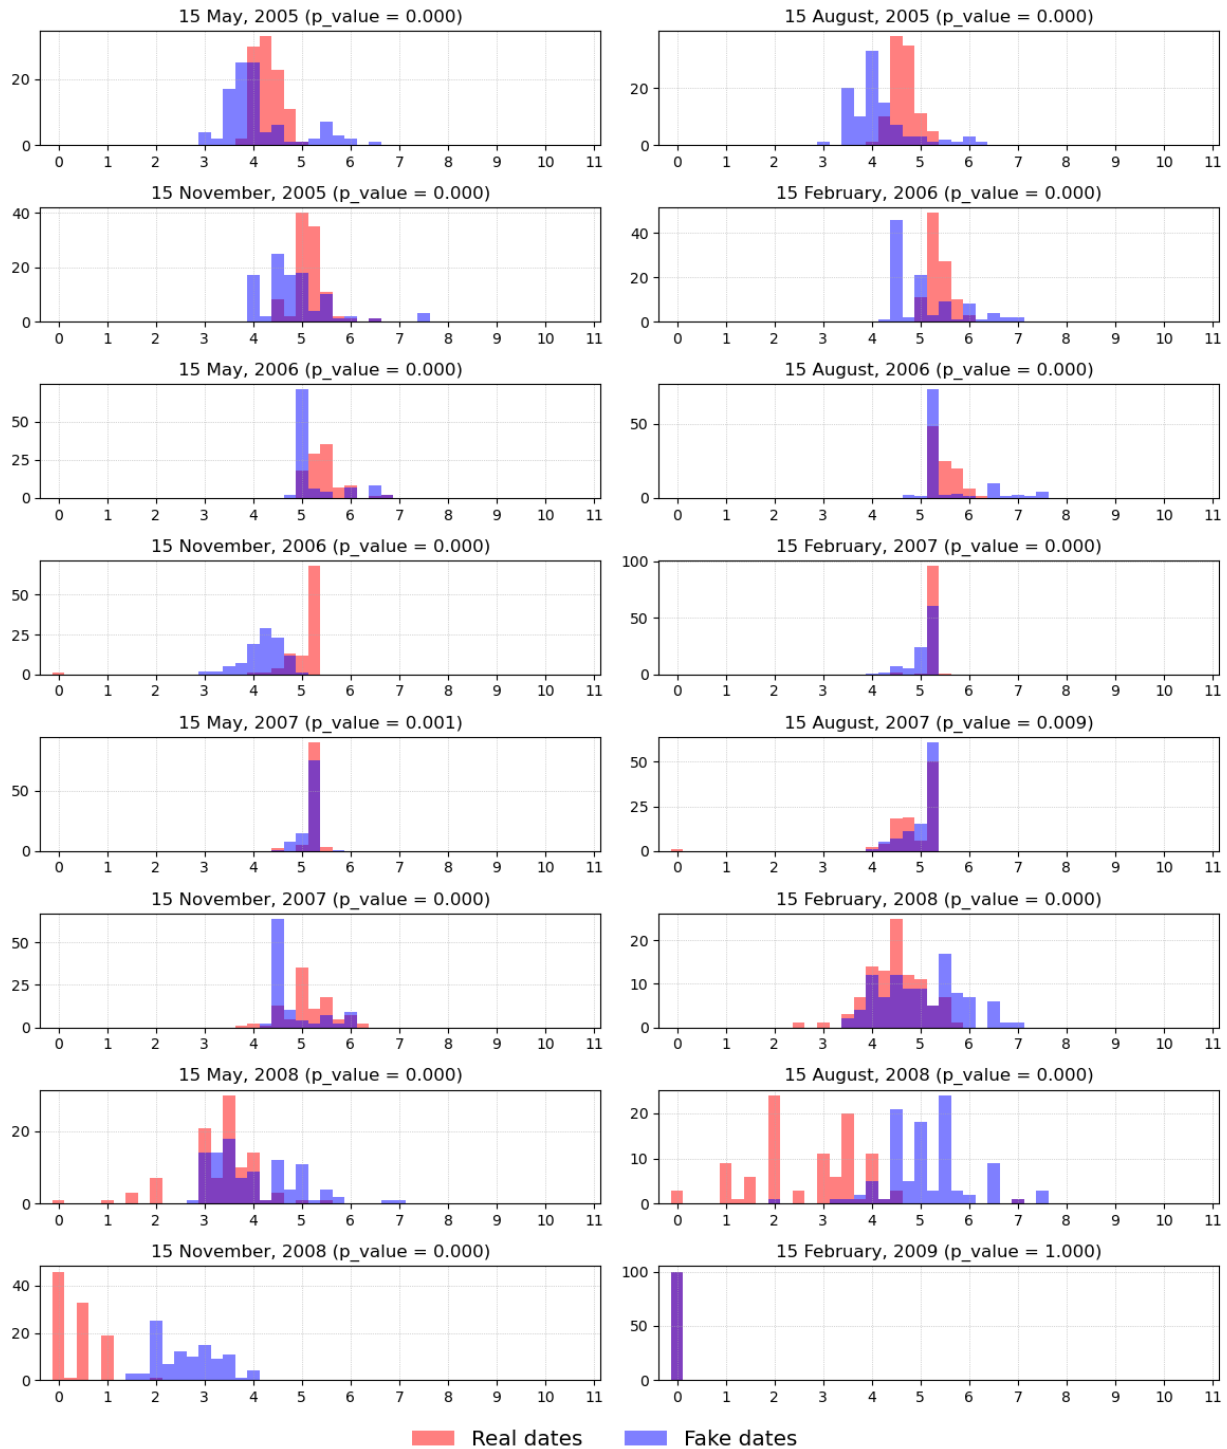 15 May, 2005 (p_value = 0.000)
20
0
0 1 2 3 4 5 6 7 8 9 10 11
15 August, 2005 (p_value = 0.000)
20
0
0 1 2 3 4 5 6 7 8 9 10 11
15 November, 2005 (p_value = 0.000)
40
20
0
0 1 2 3 4 5 6 7 8 9 10 11
15 February, 2006 (p_value = 0.000)
40
20
0
0 1 2 3 4 5 6 7 8 9 10 11
15 May, 2006 (p_value = 0.000)
50
25
0
0 1 2 3 4 5 6 7 8 9 10 11
15 August, 2006 (p_value = 0.000)
50
0
0 1 2 3 4 5 6 7 8 9 10 11
15 November, 2006 (p_value = 0.000)
50
25
0
0 1 2 3 4 5 6 7 8 9 10 11
15 February, 2007 (p_value = 0.000)
100
50
0
0 1 2 3 4 5 6 7 8 9 10 11
15 May, 2007 (p_value = 0.001)
50
0
0 1 2 3 4 5 6 7 8 9 10 11
15 August, 2007 (p_value = 0.009)
50
25
0
0 1 2 3 4 5 6 7 8 9 10 11
15 November, 2007 (p_value = 0.000)
50
25
0
0 1 2 3 4 5 6 7 8 9 10 11
15 February, 2008 (p_value = 0.000)
20
10
0
0 1 2 3 4 5 6 7 8 9 10 11
15 May, 2008 (p_value = 0.000)
20
0
0 1 2 3 4 5 6 7 8 9 10 11
15 August, 2008 (p_value = 0.000)
20
10
0
0 1 2 3 4 5 6 7 8 9 10 11
15 November, 2008 (p_value = 0.000)
40
20
0
0 1 2 3 4 5 6 7 8 9 10 11
15 February, 2009 (p_value = 1.000)
100
50
0
0 1 2 3 4 5 6 7 8 9 10 11
Real dates Fake dates